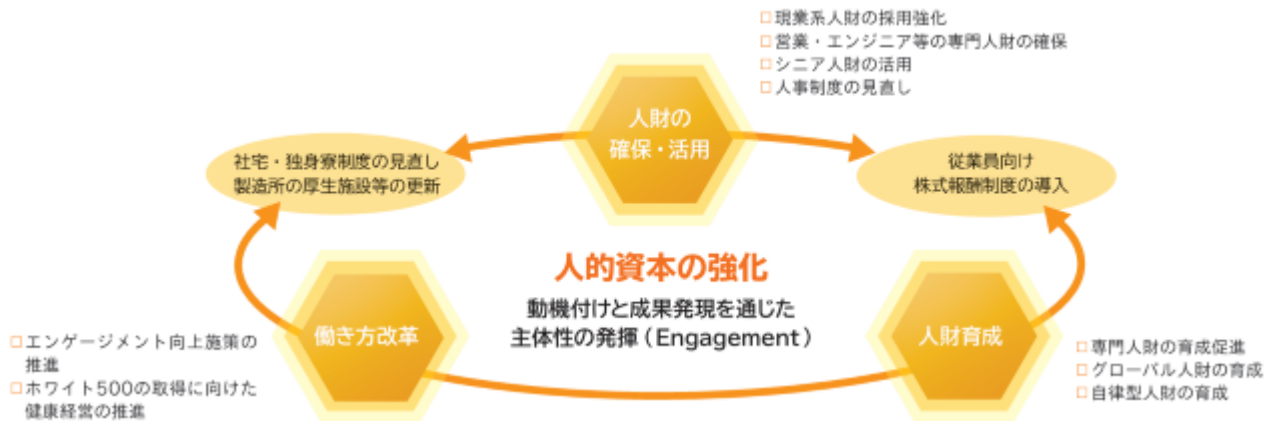 □現業系人財の採用強化
□営業・エンジニア等の専門人財の確保
□シニア人財の活用
□人事制度の見直し
人財の
確保・活用
社宅・独身寮制度の見直し
製造所の厚生施設等の更新
従業員向け
株式報酬制度の導入
人的資本の強化
動機付けと成果発現を通じた
主体性の発揮（Engagement）
働き方改革
人財育成
□エンゲージメント向上施策の
推進
□ホワイト500の取得に向けた
健康経営の推進
□専門人財の育成促進
□グローバル人財の育成
□自律型人財の育成